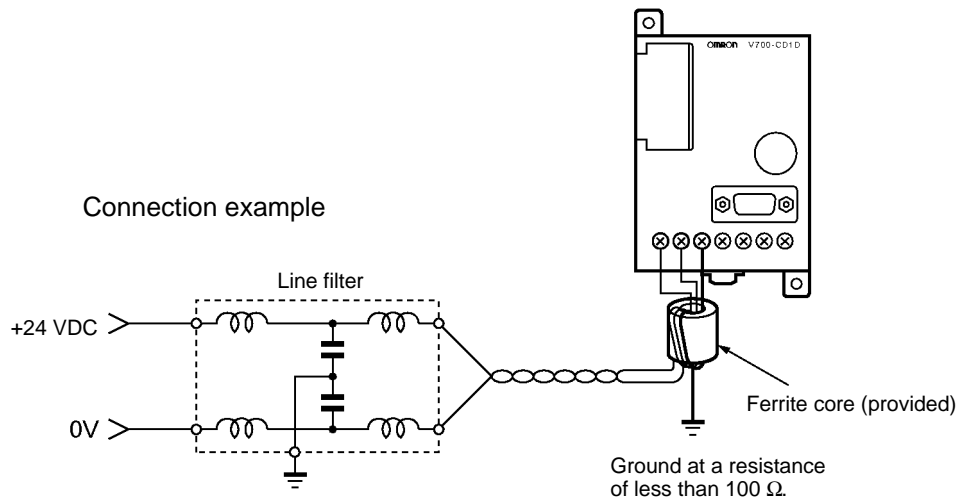 OMRON V700-CD1D
Connection example
Line filter
+24 VDC
0V
Ferrite core (provided)
Ground at a resistance
of less than 100 Ω.